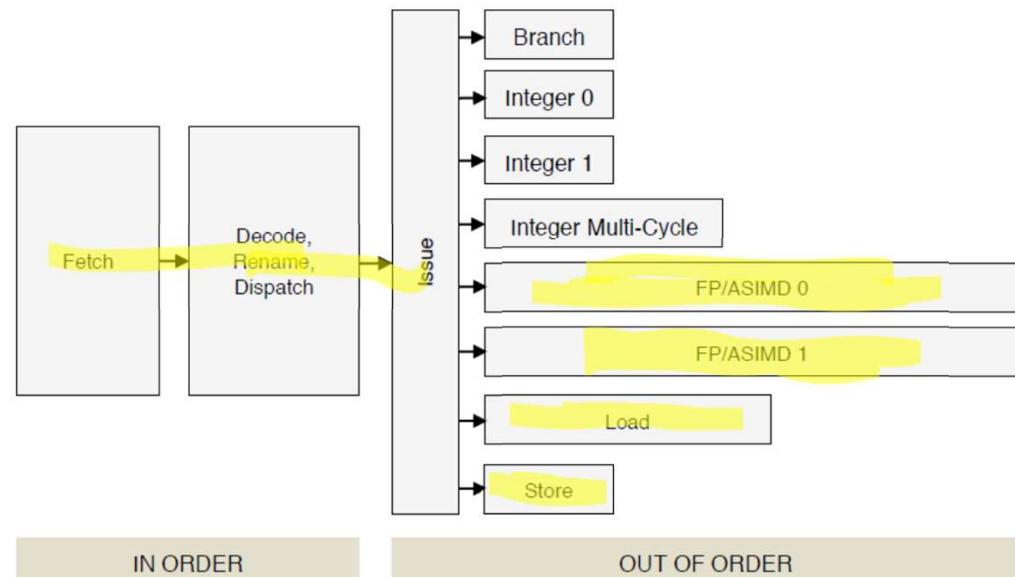 Branch
Integer 0
Integer 1
Integer Multi-Cycle
FP/ASIMD 0
FP/ASIMD 1
Load
Store
Fetch
Decode,
Rename,
Dispatch
Issue
IN ORDER
OUT OF ORDER